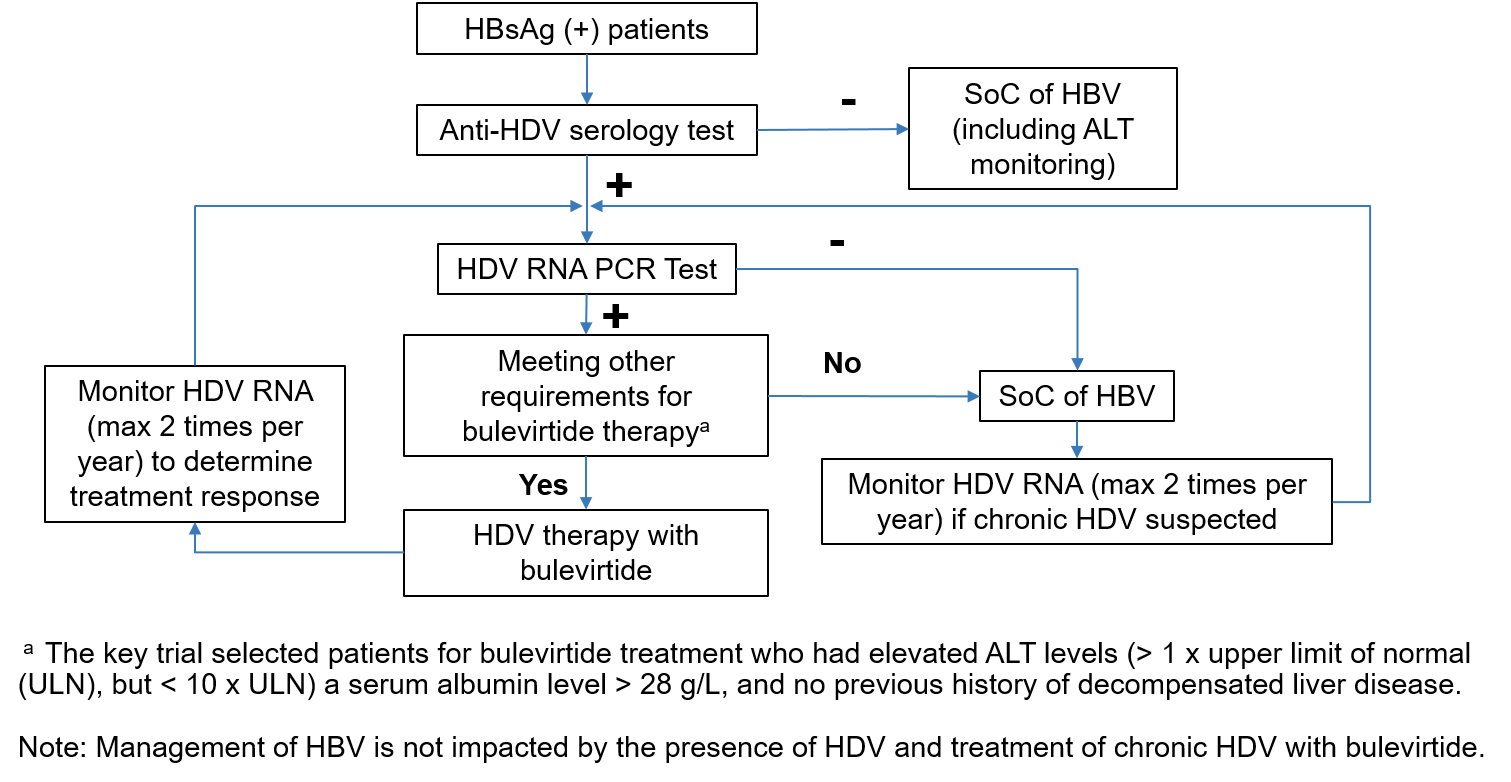 HBsAg (+) patients
-
SoC of HBV
(including ALT
monitoring)
Anti-HDV serology test
+
-
HDV RNA PCR Test
+
Meeting other
requirements for
bulevirtide therapyᵃ
No
SoC of HBV
Monitor HDV RNA
(max 2 times per
year) to determine
treatment response
Yes
Monitor HDV RNA (max 2 times per
year) if chronic HDV suspected
HDV therapy with
bulevirtide
ᵃ The key trial selected patients for bulevirtide treatment who had elevated ALT levels (> 1 x upper limit of normal
(ULN), but < 10 x ULN) a serum albumin level > 28 g/L, and no previous history of decompensated liver disease.
Note: Management of HBV is not impacted by the presence of HDV and treatment of chronic HDV with bulevirtide.